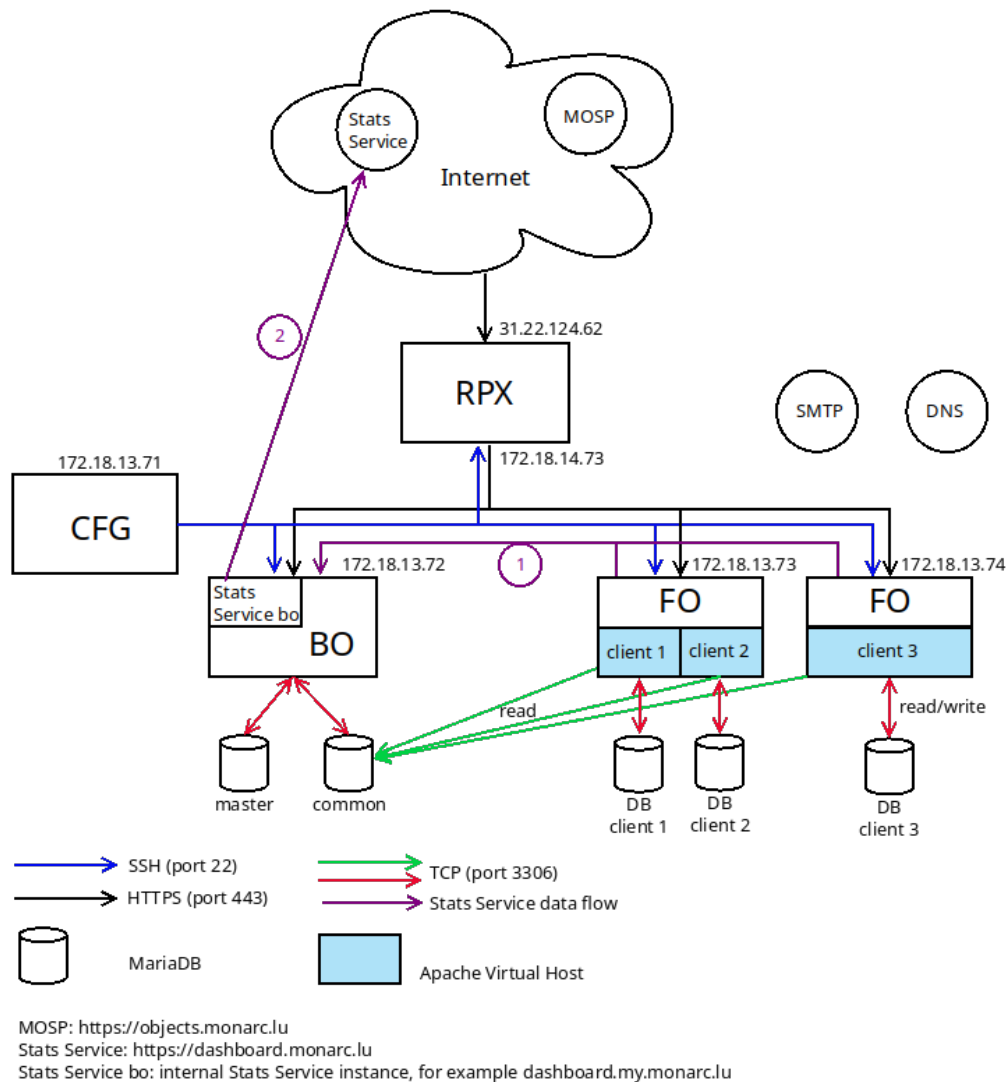 Stats
Service
MOSP
Internet
2
31.22.124.62
RPX
SMTP
DNS
172.18.14.73
172.18.13.71
CFG
172.18.13.72
1
172.18.13.73
172.18.13.74
Stats
Service bo
BO
FO
client 1
client 2
FO
client 3
read
read/write
master
common
DB
client 1
DB
client 2
DB
client 3
SSH (port 22)
HTTPS (port 443)
TCP (port 3306)
Stats Service data flow
MariaDB
Apache Virtual Host
MOSP: https://objects.monarc.lu
Stats Service: https://dashboard.monarc.lu
Stats Service bo: internal Stats Service instance, for example dashboard.my.monarc.lu